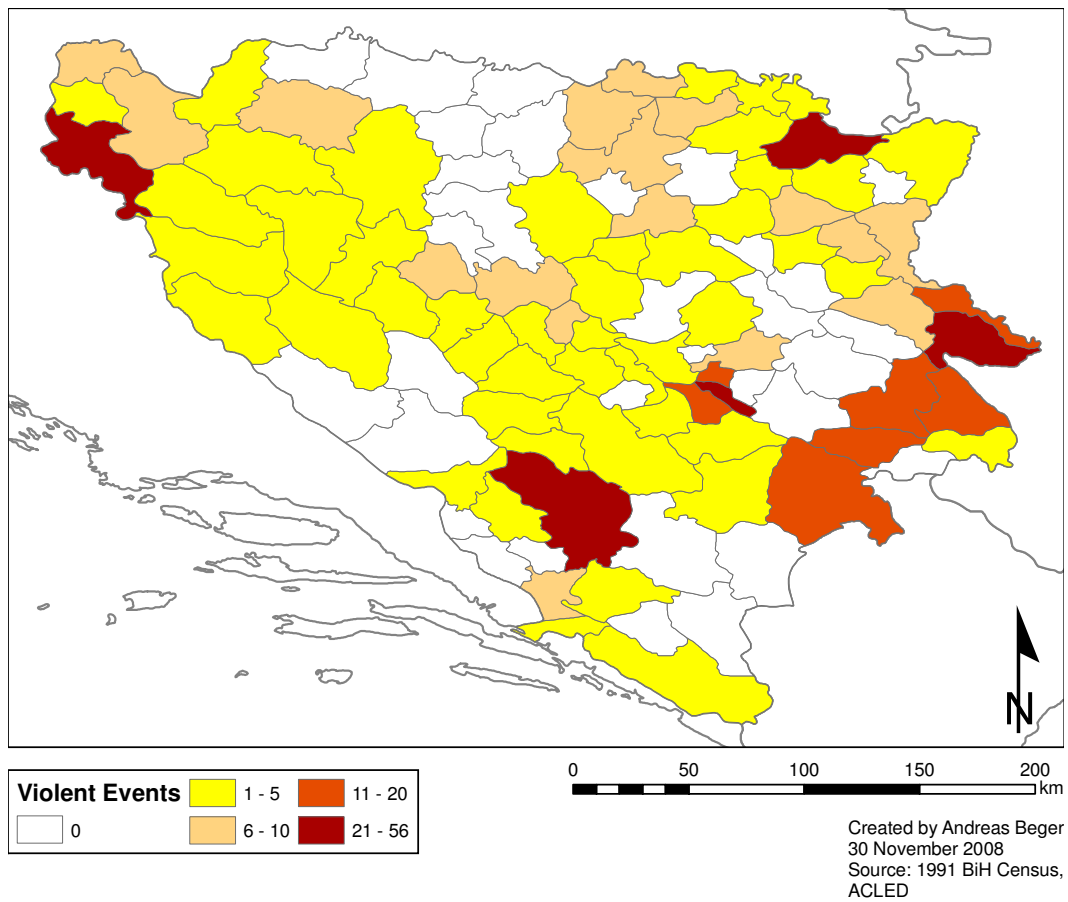 N
Violent Events
1 - 5
11 - 20
0
6 - 10
21 - 56
0 50 100 150 200
km
Created by Andreas Beger
30 November 2008
Source: 1991 BiH Census,
ACLED